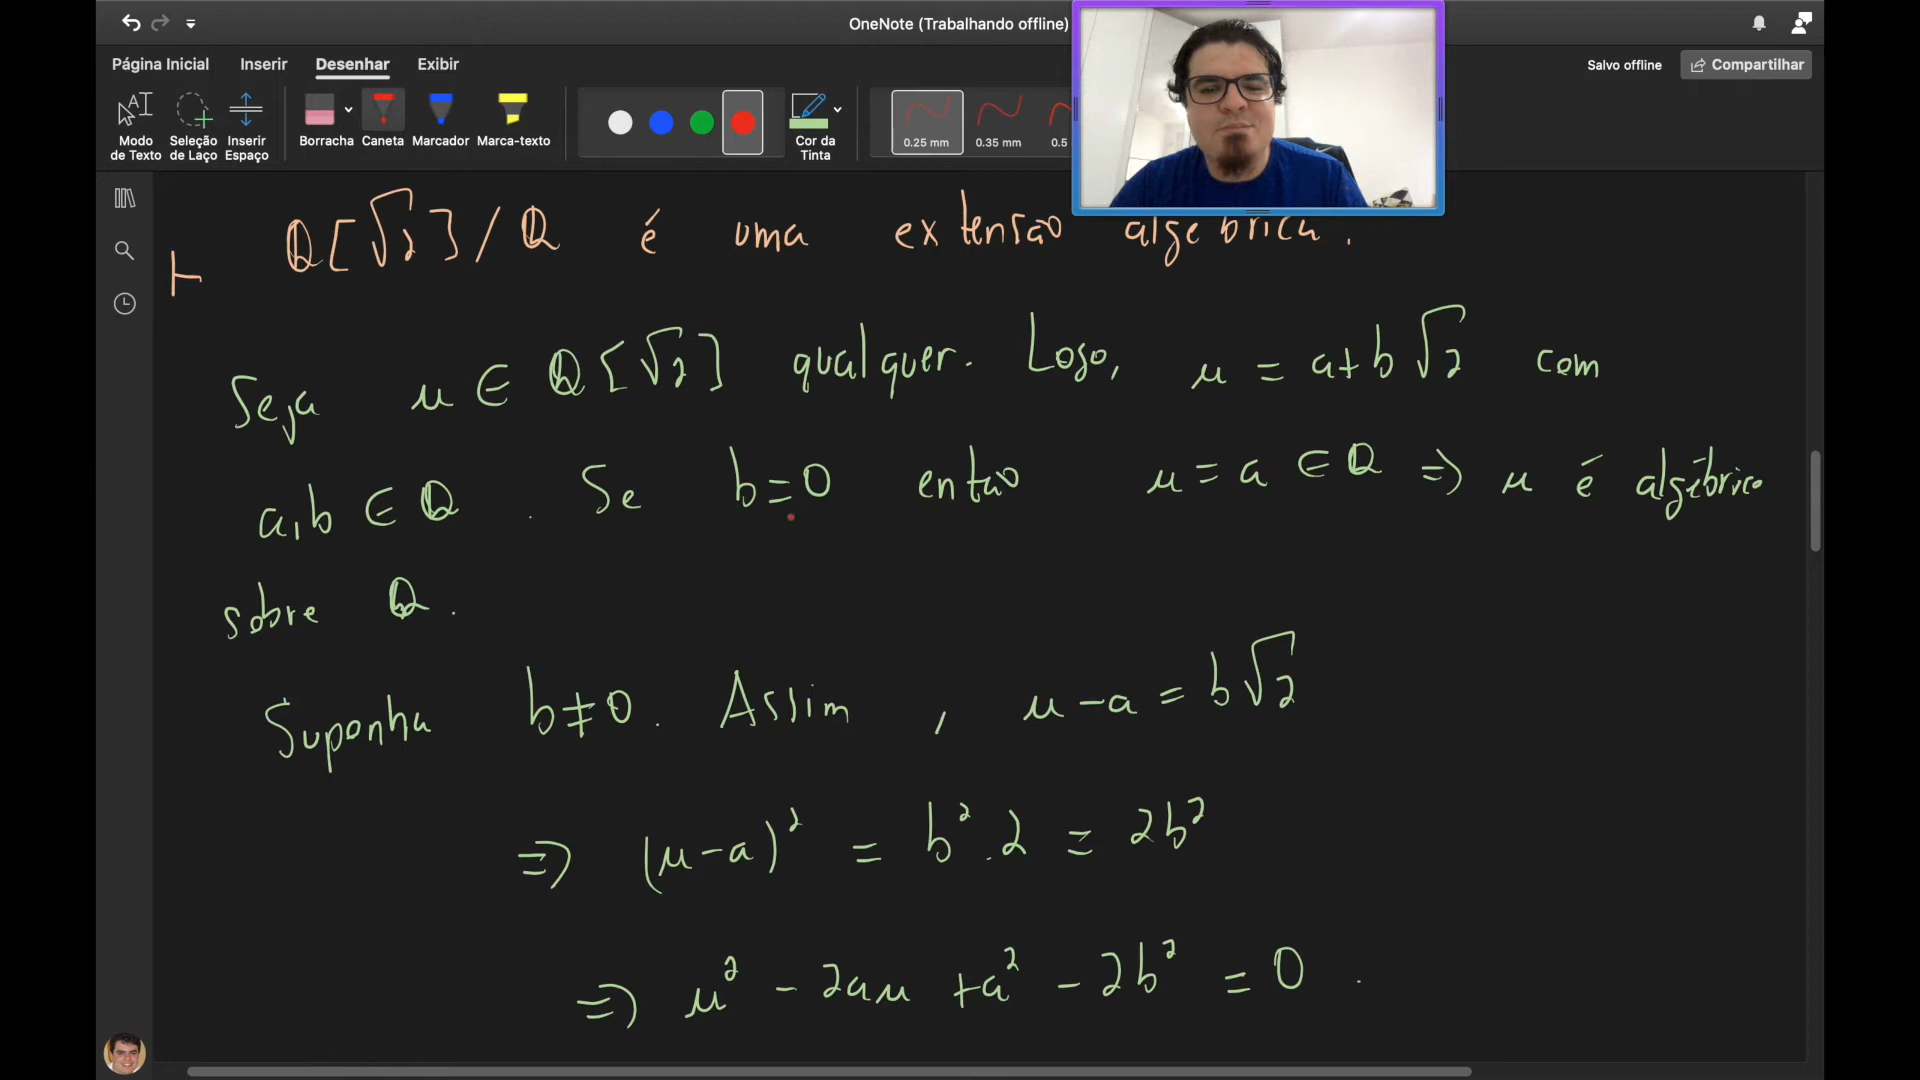 OneNote (Trabalhando offline)
Página Inicial Inserir Desenhar Exibir
Salvo offline Compartilhar
Modo de Texto Seleção de Laço Inserir Espaço Borracha Caneta Marcador Marca-texto Cor da Tinta 0.25 mm 0.35 mm 0.5
ℚ[√2]/ℚ é uma extensão algébrica.
Seja u ∈ ℚ[√2] qualquer. Logo, u = a+b√2 com
a,b ∈ ℚ. Se b=0 então u = a ∈ ℚ => u é algébrico
sobre ℚ.
Suponha b≠0. Assim, u-a = b√2
=> (u-a)² = b².2 = 2b²
=> u² - 2au + a² - 2b² = 0.